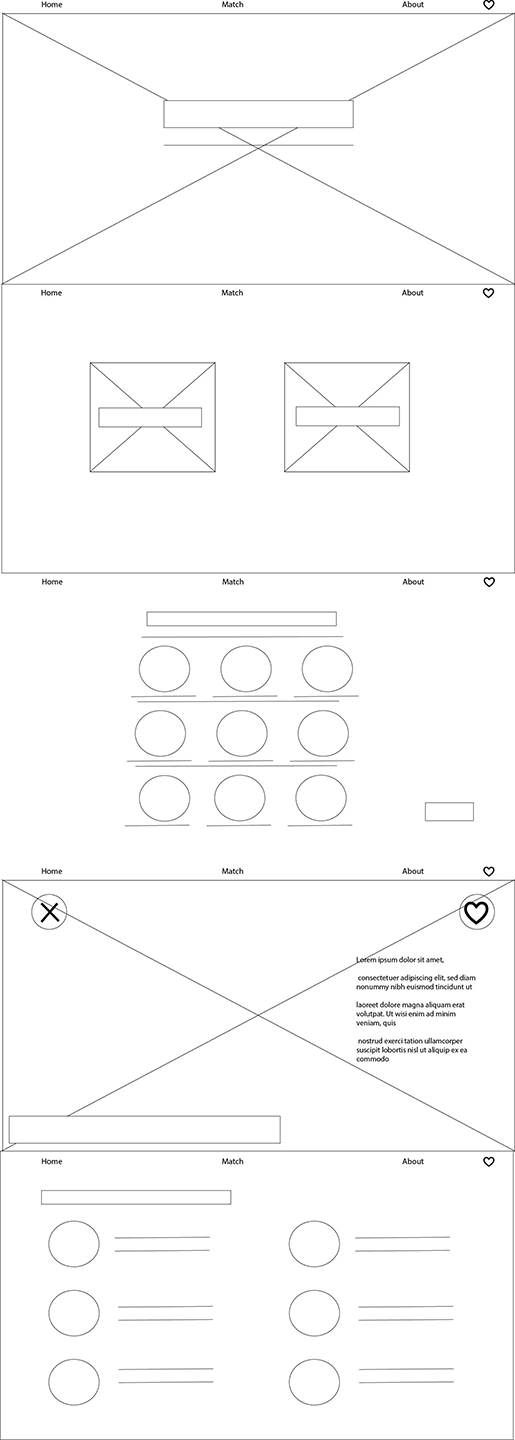 Home Match About
Home Match About
Home Match About
Home Match About
Lorem ipsum dolor sit amet,
consectetuer adipiscing elit, sed diam
nonummy nibh euismod tincidunt ut
laoreet dolore magna aliquam erat
volutpat. Ut wisi enim ad minim
veniam, quis
nostrud exerci tation ullamcorper
suscipit lobortis nisl ut aliquip ex ea
commodo
Home Match About